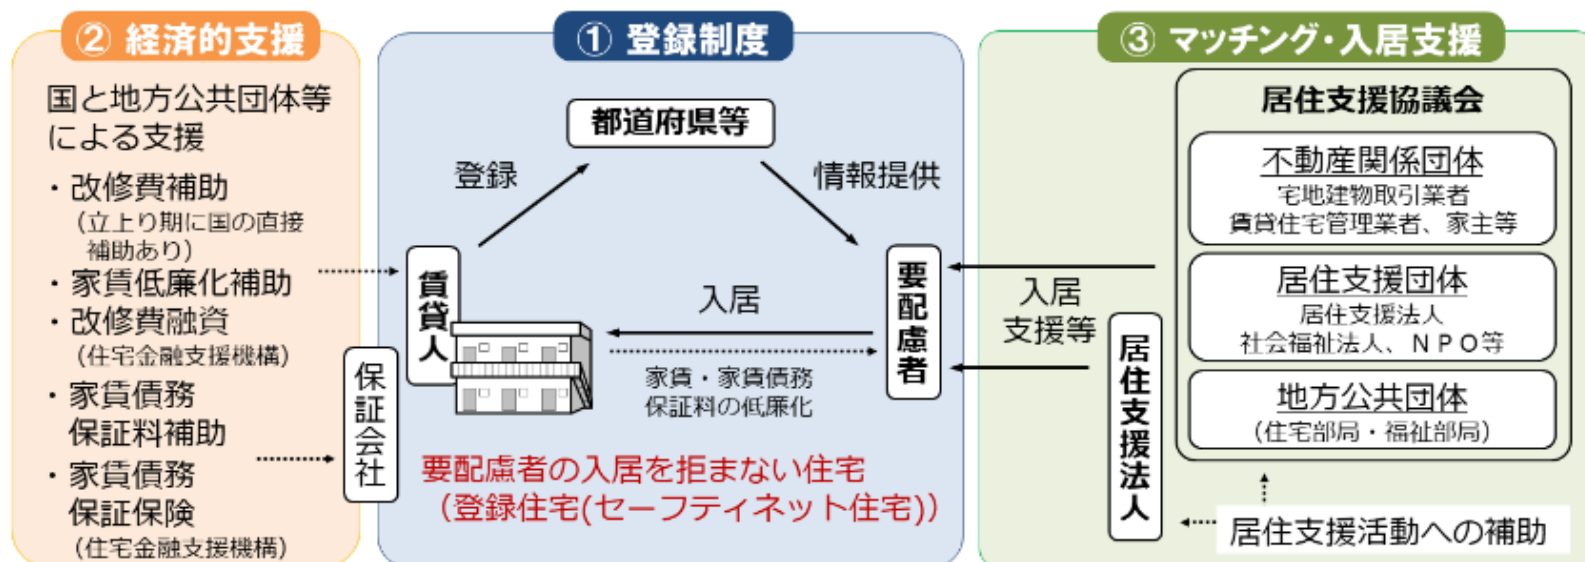 ② 経済的支援
国と地方公共団体等
による支援
・改修費補助
（立上り期に国の直接
補助あり）
・家賃低廉化補助
・改修費融資
（住宅金融支援機構）
・家賃債務
保証料補助
・家賃債務
保証保険
（住宅金融支援機構）
保証会社
① 登録制度
都道府県等
登録
情報提供
賃貸人
入居
要配慮者
家賃・家賃債務
保証料の低廉化
要配慮者の入居を拒まない住宅
（登録住宅(セーフティネット住宅)）
③ マッチング・入居支援
入居
支援等
居住支援法人
居住支援協議会
不動産関係団体
宅地建物取引業者
賃貸住宅管理業者、家主等
居住支援団体
居住支援法人
社会福祉法人、ＮＰＯ等
地方公共団体
（住宅部局・福祉部局）
居住支援活動への補助